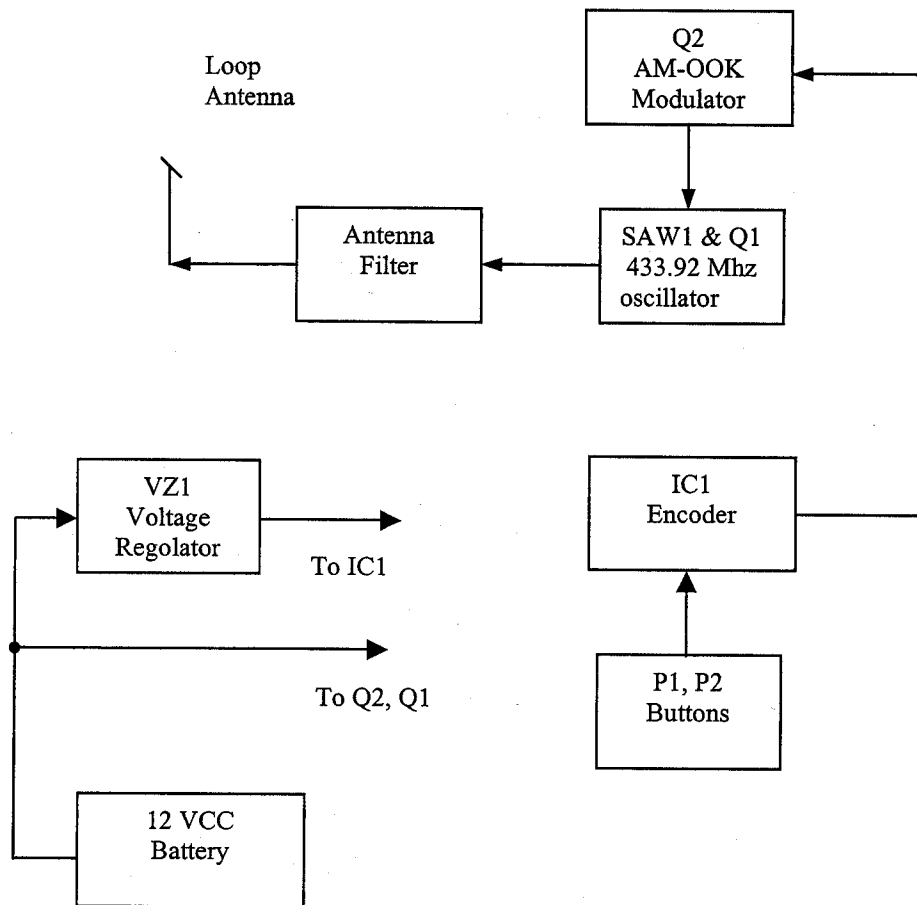 Loop
Antenna
Q2
AM-OOK
Modulator
Antenna
Filter
SAW1 & Q1
433.92 Mhz
oscillator
VZ1
Voltage
Regolator
To IC1
IC1
Encoder
To Q2, Q1
P1, P2
Buttons
12 VCC
Battery